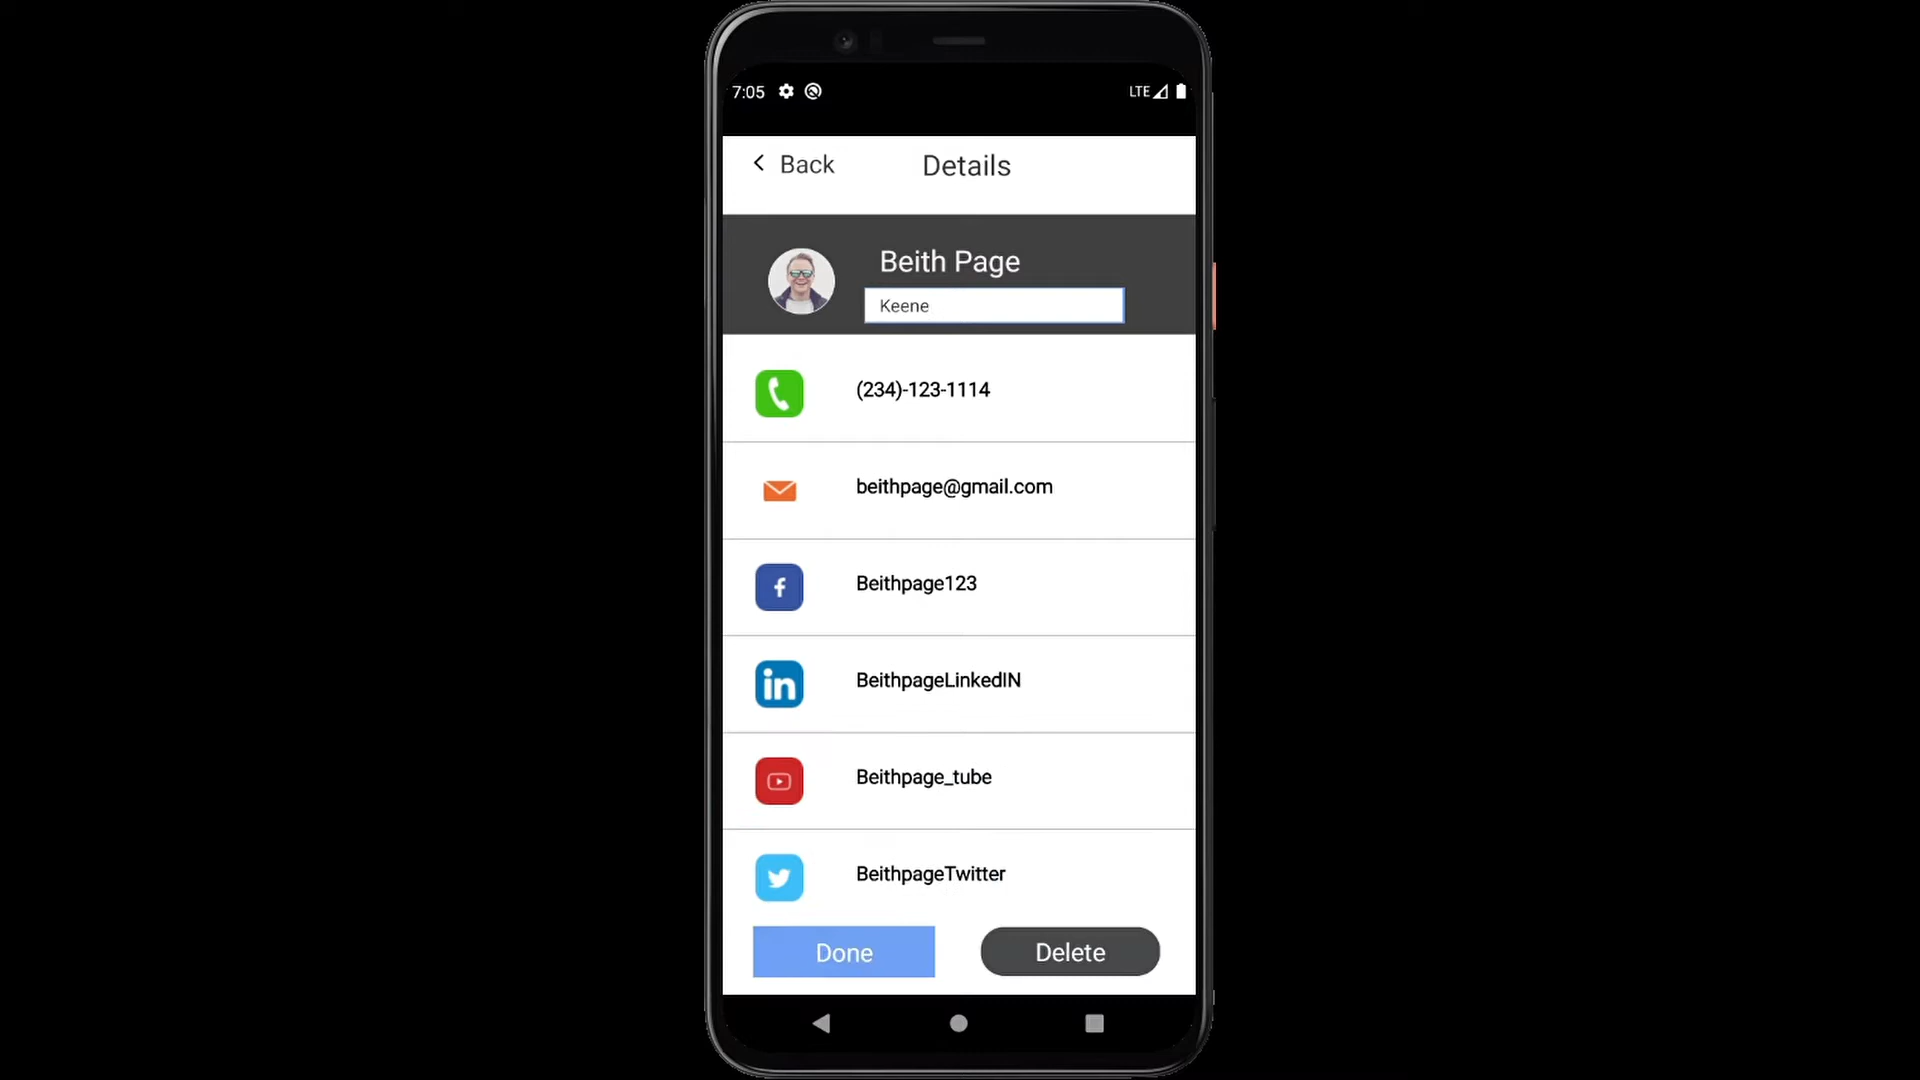 7:05
LTE
Back
Details
Beith Page
Keene
(234)-123-1114
beithpage@gmail.com
f
Beithpage123
in
BeithpageLinkedIN
Beithpage_tube
BeithpageTwitter
Done
Delete